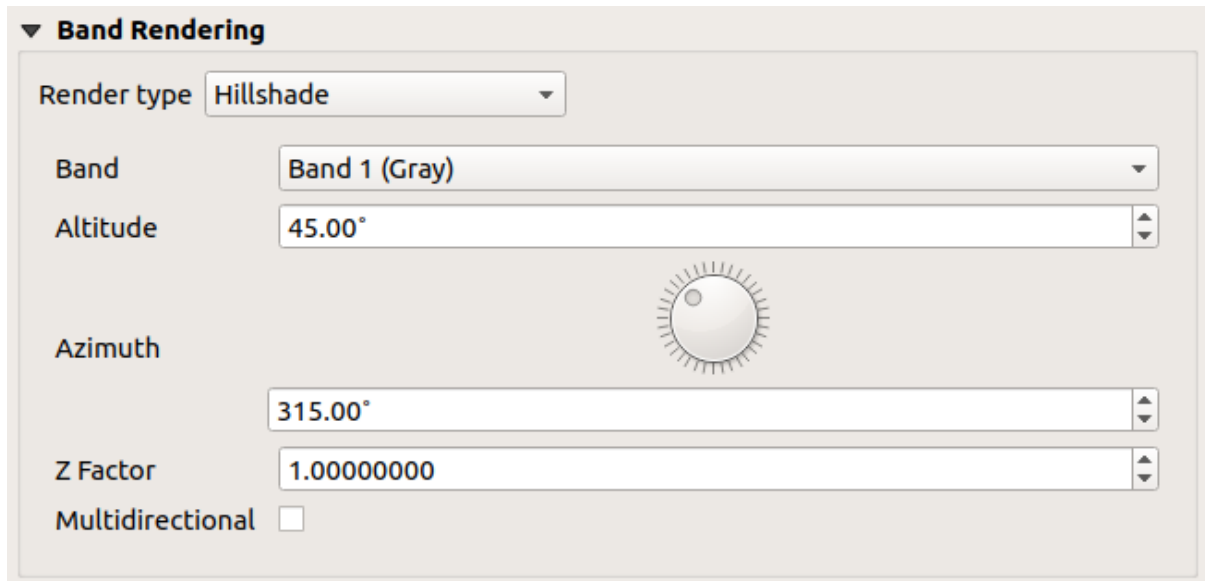 Band Rendering
Render type Hillshade
Band Band 1 (Gray)
Altitude 45.00°
Azimuth
315.00°
Z Factor 1.00000000
Multidirectional